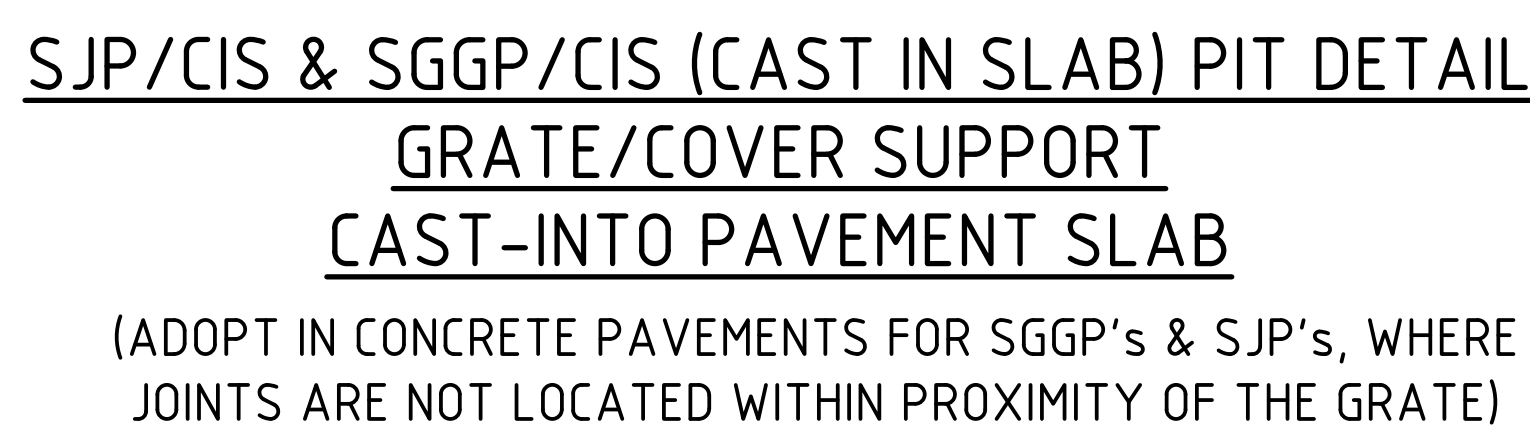 SJP/CIS & SGGP/CIS (CAST IN SLAB) PIT DETAIL
GRATE/COVER SUPPORT
CAST-INTO PAVEMENT SLAB
(ADOPT IN CONCRETE PAVEMENTS FOR SGGP's & SJP's, WHERE
JOINTS ARE NOT LOCATED WITHIN PROXIMITY OF THE GRATE)